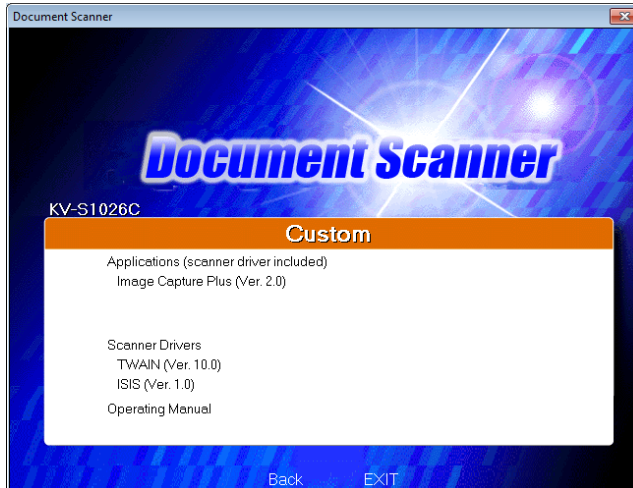 Document Scanner
Document Scanner
KV-S1026C
Custom
Applications (scanner driver included)
Image Capture Plus (Ver. 2.0)
Scanner Drivers
TWAIN (Ver. 10.0)
ISIS (Ver. 1.0)
Operating Manual
Back EXIT